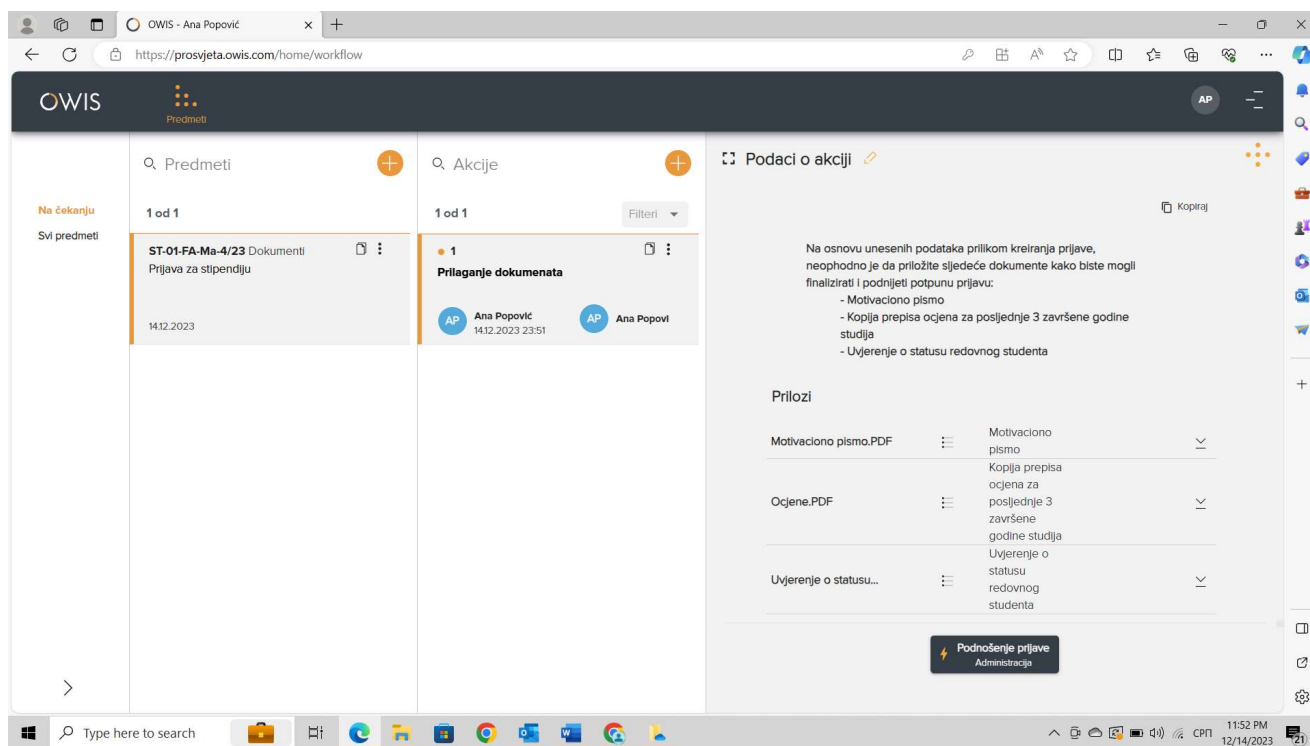 OWIS - Ana Popović
https://prosvjeta.owis.com/home/workflow
OWIS
Predmeti
AP
Predmeti
Akcije
Podaci o akciji
Na čekanju
Svi predmeti
1 od 1
1 od 1
Filteri
Kopiraj
ST-01-FA-Ma-4/23 Dokumenti
Prijava za stipendiju
14.12.2023
1
Prilaganje dokumenata
AP
Ana Popović
14.12.2023 23:51
AP
Ana Popovi
Na osnovu unesenih podataka prilikom kreiranja prijave,
neophodno je da priložite sljedeće dokumente kako biste mogli
finalizirati i podnijeti potpunu prijavu:
- Motivaciono pismo
- Kopija prepisa ocjena za posljednje 3 završene godine
studija
- Uvjerenje o statusu redovnog studenta
Prilozi
Motivaciono pismo.PDF
Motivaciono
pismo
Ocjene.PDF
Kopija prepisa
ocjena za
posljednje 3
završene
godine studija
Uvjerenje o statusu...
Uvjerenje o
statusu
redovnog
studenta
Podnošenje prijave
Administracija
Type here to search
СРП
11:52 PM
12/14/2023
21